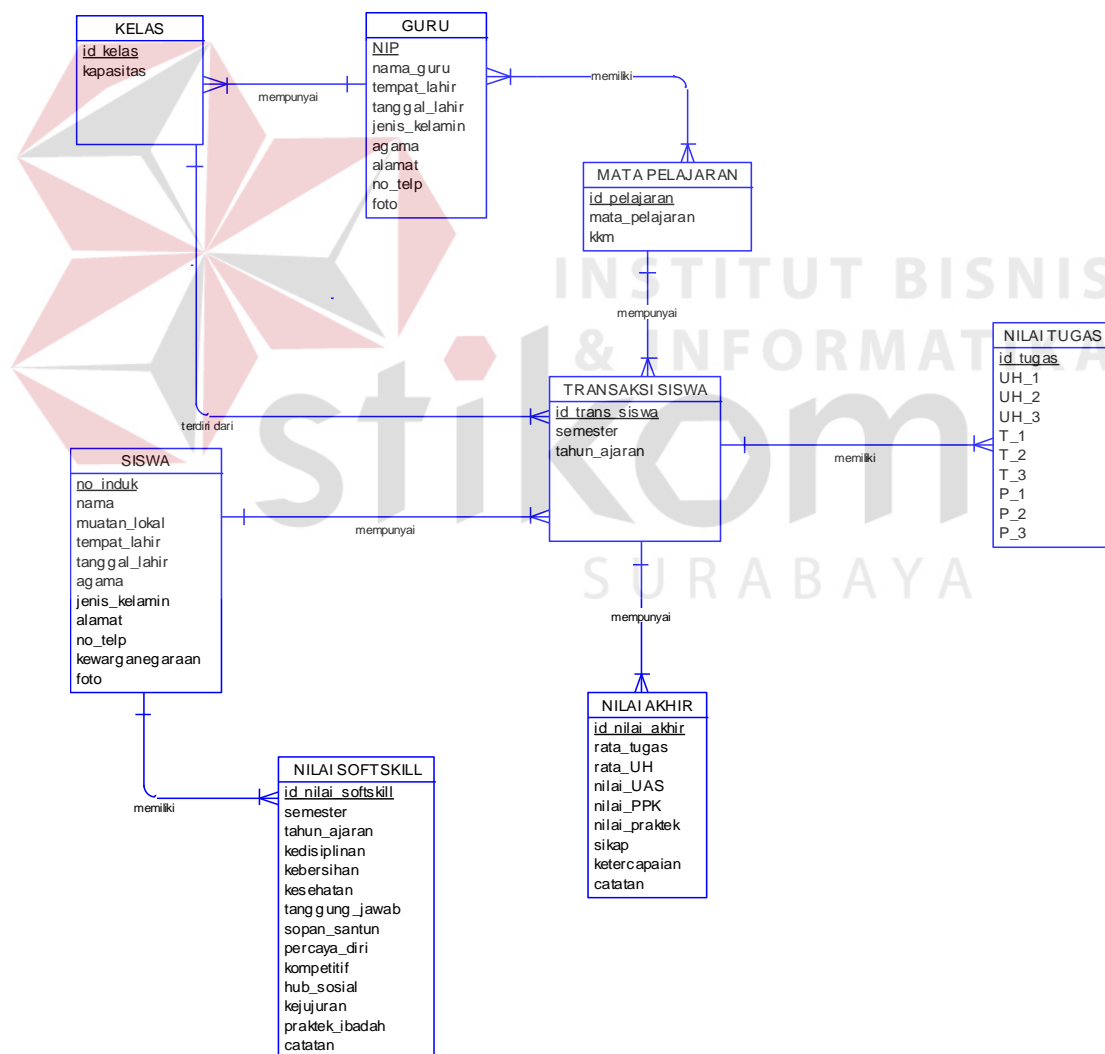 KELAS
id_kelas
kapasitas
GURU
NIP
nama_guru
tempat_lahir
tanggal_lahir
jenis_kelamin
agama
alamat
no_telp
foto
mempunyai
memiliki
MATA PELAJARAN
id_pelajaran
mata_pelajaran
kkm
INSTITUT BISNIS
& INFORMATIKA
stikom
SURABAYA
mempunyai
NILAI TUGAS
id_tugas
UH_1
UH_2
UH_3
T_1
T_2
T_3
P_1
P_2
P_3
TRANSAKSI SISWA
id_trans_siswa
semester
tahun_ajaran
terdiri dari
memiliki
SISWA
no_induk
nama
muatan_lokal
tempat_lahir
tanggal_lahir
agama
jenis_kelamin
alamat
no_telp
kewarganegaraan
foto
mempunyai
mempunyai
NILAI AKHIR
id_nilai_akhir
rata_tugas
rata_UH
nilai_UAS
nilai_PPK
nilai_praktek
sikap
ketercapaian
catatan
memiliki
NILAI SOFTSKILL
id_nilai_softskill
semester
tahun_ajaran
kedisiplinan
kebersihan
kesehatan
tanggung_jawab
sopan_santun
percaya_diri
kompetitif
hub_sosial
kejujuran
praktek_ibadah
catatan